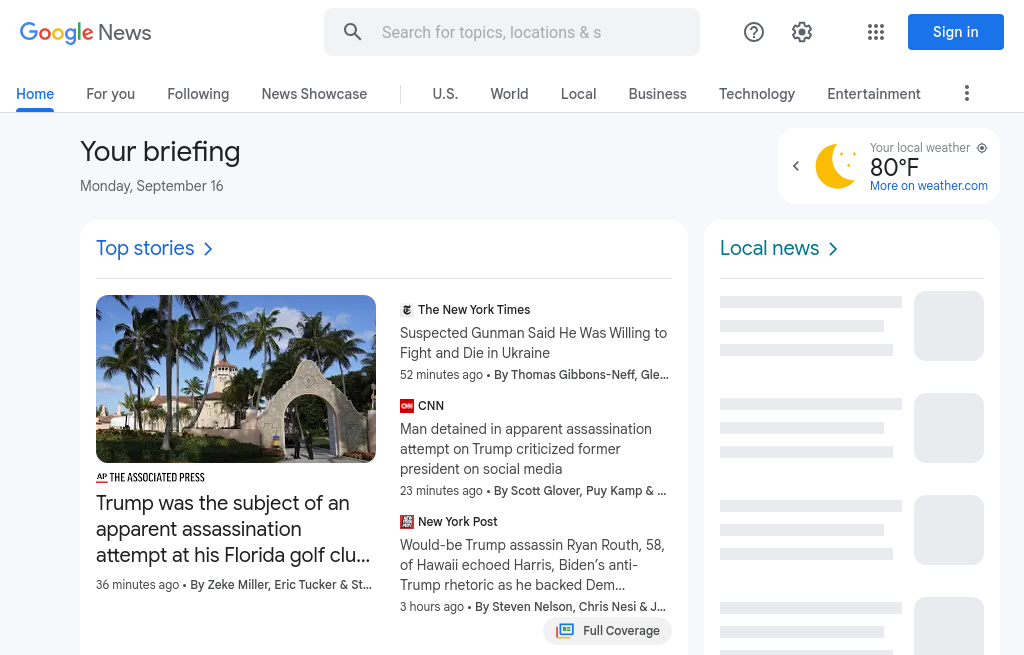 Google News
Search for topics, locations & s
Sign in
Home
For you
Following
News Showcase
U.S.
World
Local
Business
Technology
Entertainment
Your briefing
Monday, September 16
Your local weather
80°F
More on weather.com
Top stories
Local news
AP THE ASSOCIATED PRESS
Trump was the subject of an
apparent assassination
attempt at his Florida golf clu…
36 minutes ago • By Zeke Miller, Eric Tucker & St…
The New York Times
Suspected Gunman Said He Was Willing to
Fight and Die in Ukraine
52 minutes ago • By Thomas Gibbons-Neff, Gle…
CNN CNN
Man detained in apparent assassination
attempt on Trump criticized former
president on social media
23 minutes ago • By Scott Glover, Puy Kamp & …
New York Post
Would-be Trump assassin Ryan Routh, 58,
of Hawaii echoed Harris, Biden’s anti-
Trump rhetoric as he backed Dem…
3 hours ago • By Steven Nelson, Chris Nesi & J…
Full Coverage